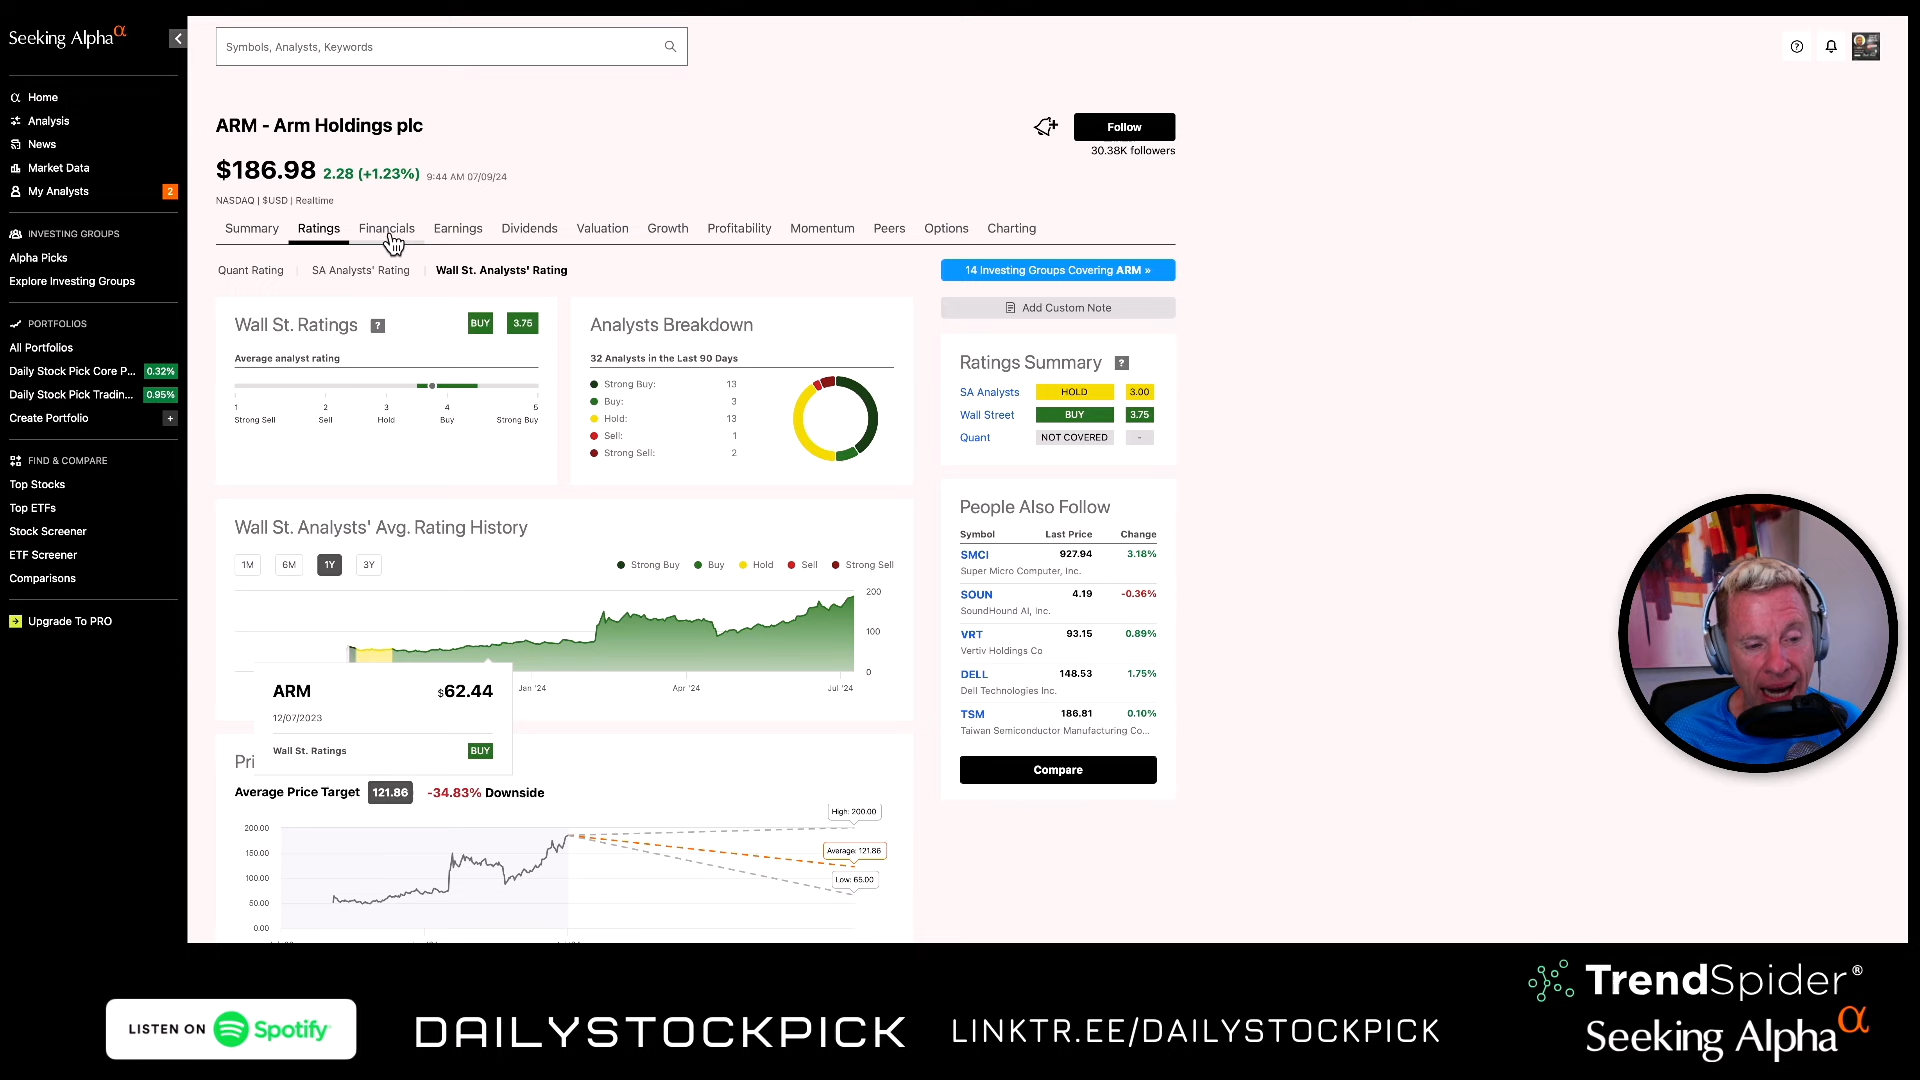 Seeking Alpha α
Symbols, Analysts, Keywords
Home
Analysis
News
Market Data
My Analysts 2
INVESTING GROUPS
Alpha Picks
Explore Investing Groups
PORTFOLIOS
All Portfolios
Daily Stock Pick Core P... 0.32%
Daily Stock Pick Tradin... 0.95%
Create Portfolio +
FIND & COMPARE
Top Stocks
Top ETFs
Stock Screener
ETF Screener
Comparisons
Upgrade To PRO
ARM - Arm Holdings plc
Follow
30.38K followers
$186.98 2.28 (+1.23%) 9:44 AM 07/09/24
NASDAQ | $USD | Realtime
Summary Ratings Financials Earnings Dividends Valuation Growth Profitability Momentum Peers Options Charting
Quant Rating | SA Analysts' Rating | Wall St. Analysts' Rating
14 Investing Groups Covering ARM »
Add Custom Note
Wall St. Ratings ? BUY 3.75
Average analyst rating
1 2 3 4 5
Strong Sell Sell Hold Buy Strong Buy
Analysts Breakdown
32 Analysts in the Last 90 Days
Strong Buy: 13
Buy: 3
Hold: 13
Sell: 1
Strong Sell: 2
Ratings Summary ?
SA Analysts HOLD 3.00
Wall Street BUY 3.75
Quant NOT COVERED -
Wall St. Analysts' Avg. Rating History
1M 6M 1Y 3Y
Strong Buy Buy Hold Sell Strong Sell
200
100
0
Jan '24 Apr '24 Jul '24
ARM $62.44
12/07/2023
Wall St. Ratings BUY
People Also Follow
Symbol Last Price Change
SMCI 927.94 3.18%
Super Micro Computer, Inc.
SOUN 4.19 -0.36%
SoundHound AI, Inc.
VRT 93.15 0.89%
Vertiv Holdings Co
DELL 148.53 1.75%
Dell Technologies Inc.
TSM 186.81 0.10%
Taiwan Semiconductor Manufacturing Co...
Compare
Pri
Average Price Target 121.86 -34.83% Downside
200.00
150.00
100.00
50.00
0.00
High: 200.00
Average: 121.86
Low: 65.00
LISTEN ON Spotify
DAILYSTOCKPICK
LINKTR.EE/DAILYSTOCKPICK
TrendSpider®
Seeking Alpha α